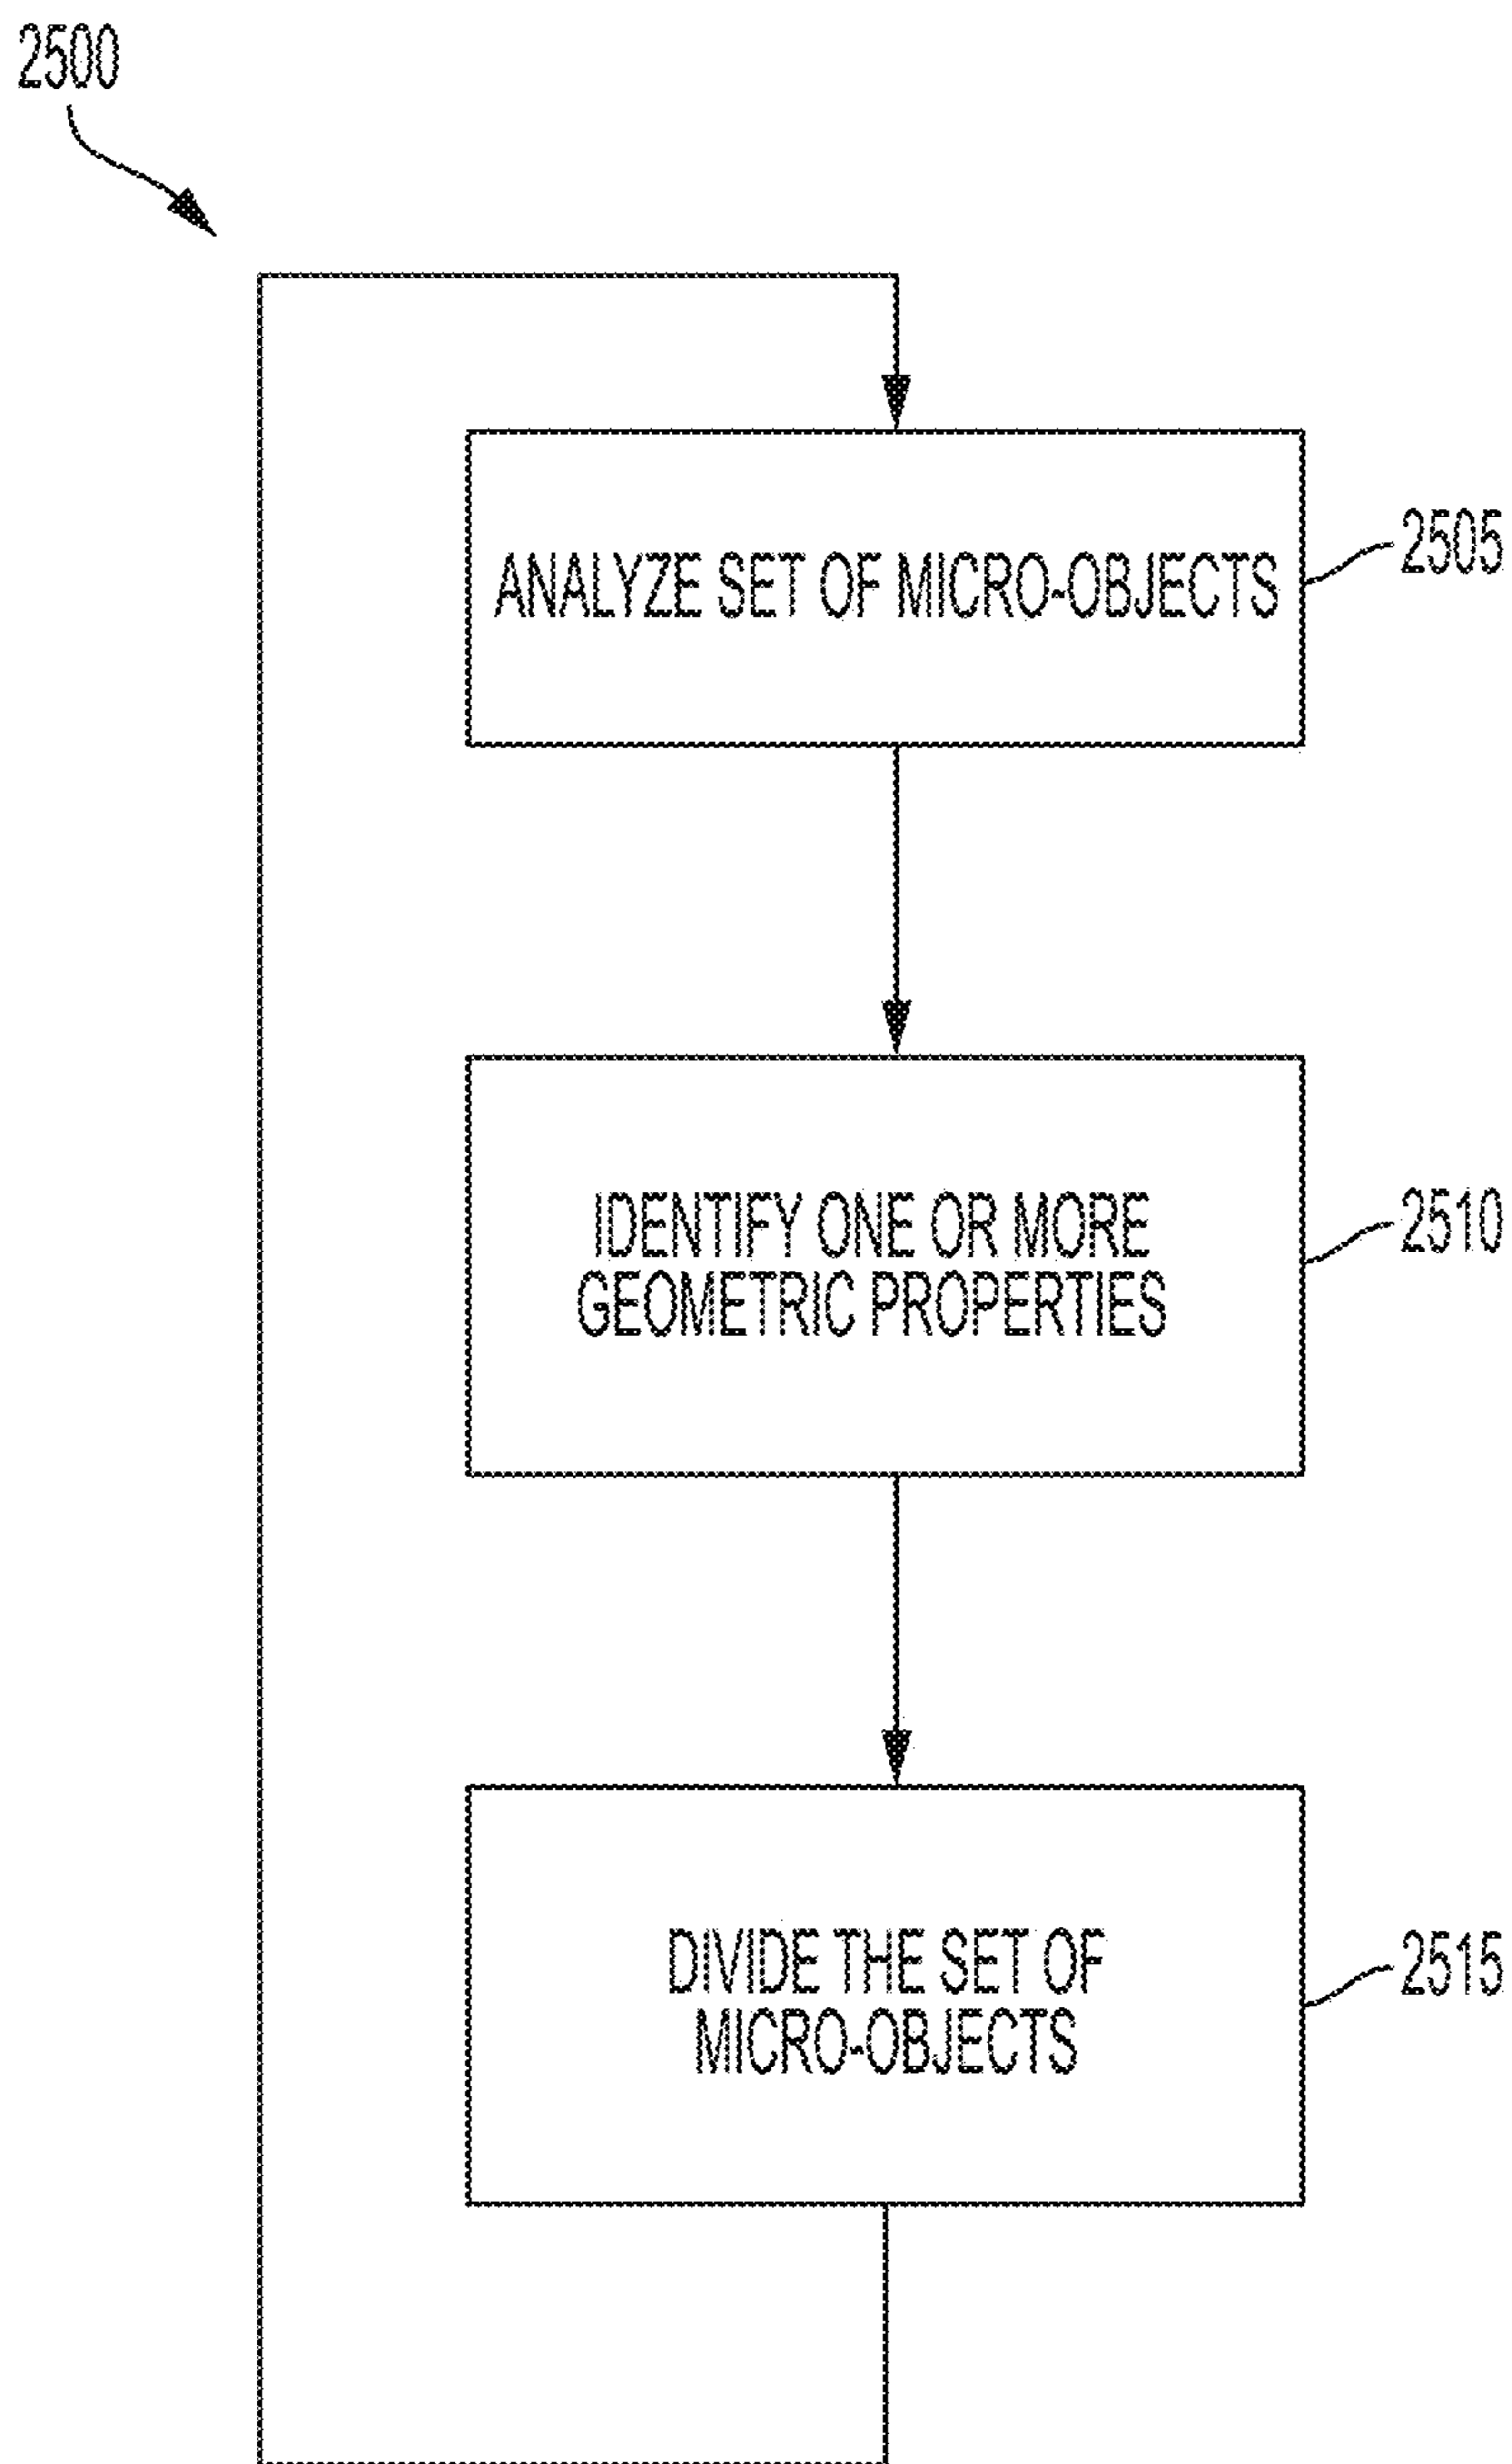 2500
ANALYZE SET OF MICRO-OBJECTS
2505
IDENTIFY ONE OR MORE
GEOMETRIC PROPERTIES
2510
DIVIDE THE SET OF
MICRO-OBJECTS
2515